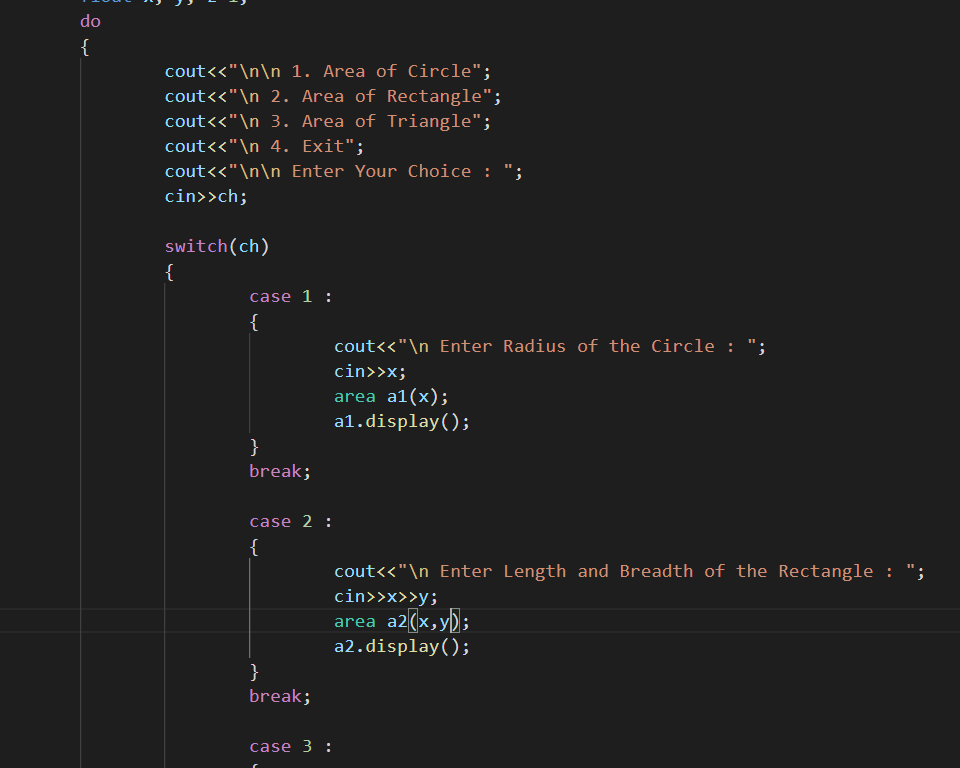 do
{
cout<<"\n\n 1. Area of Circle";
cout<<"\n 2. Area of Rectangle";
cout<<"\n 3. Area of Triangle";
cout<<"\n 4. Exit";
cout<<"\n\n Enter Your Choice : ";
cin>>ch;
switch(ch)
{
case 1 :
{
cout<<"\n Enter Radius of the Circle : ";
cin>>x;
area a1(x);
a1.display();
}
break;
case 2 :
{
cout<<"\n Enter Length and Breadth of the Rectangle : ";
cin>>x>>y;
area a2(x,y);
a2.display();
}
break;
case 3 :